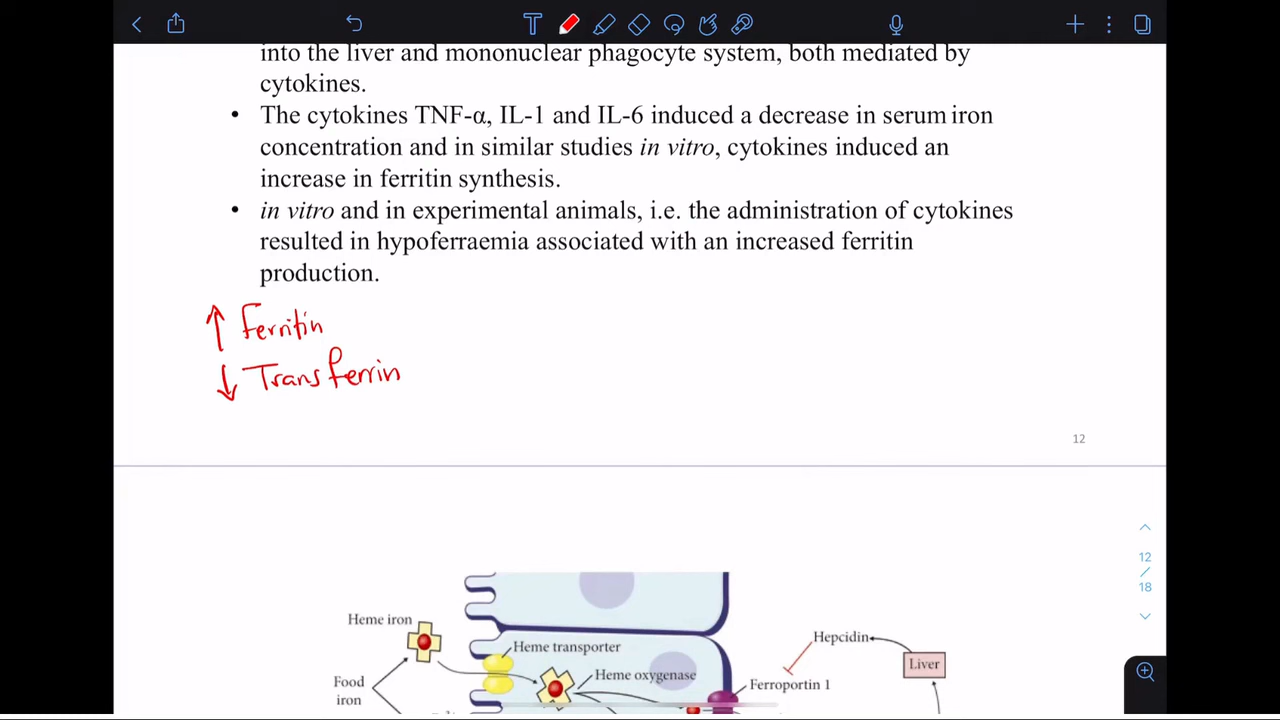 into the liver and mononuclear phagocyte system, both mediated by
cytokines.
• The cytokines TNF-α, IL-1 and IL-6 induced a decrease in serum iron
concentration and in similar studies in vitro, cytokines induced an
increase in ferritin synthesis.
• in vitro and in experimental animals, i.e. the administration of cytokines
resulted in hypoferraemia associated with an increased ferritin
production.
↑ Ferritin
↓ Transferrin
12
12
/
18
Heme iron
Heme transporter
Hepcidin
Liver
Heme oxygenase
Food
iron
Ferroportin 1